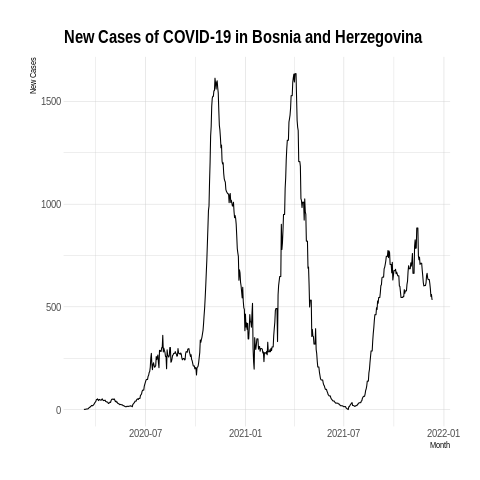 New Cases of COVID-19 in Bosnia and Herzegovina
New Cases
1500
1000
500
0
2020-07
2021-01
2021-07
2022-01
Month